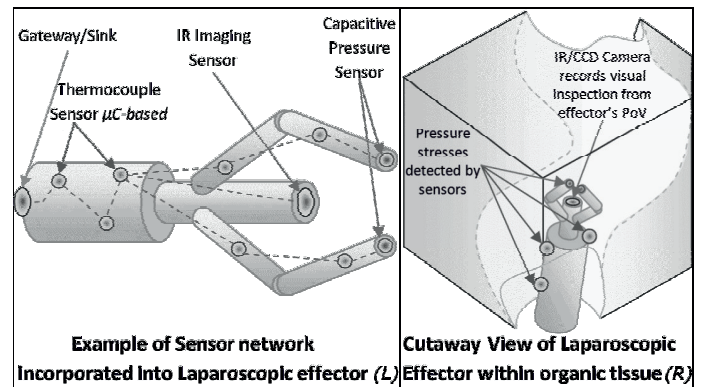 Gateway/Sink
IR Imaging
Sensor
Capacitive
Pressure
Sensor
Thermocouple
Sensor µC-based
Example of Sensor network
Incorporated into Laparoscopic effector (L)
IR/CCD Camera
records visual
inspection from
effector's PoV
Pressure
stresses
detected by
sensors
Cutaway View of Laparoscopic
Effector within organic tissue (R)